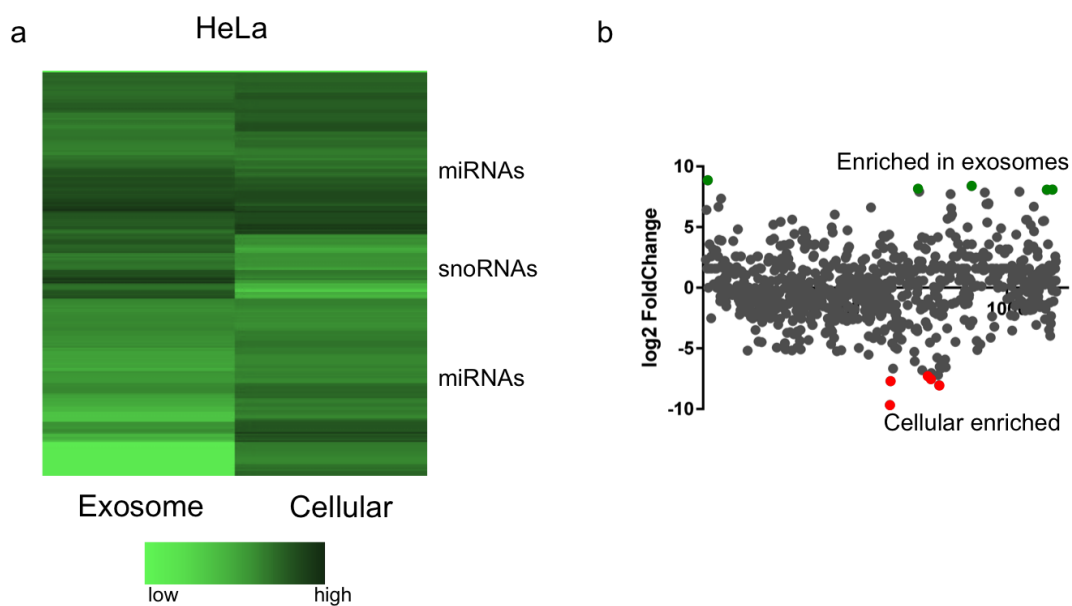 a
HeLa
miRNAs
snoRNAs
miRNAs
Exosome
Cellular
low
high
b
Enriched in exosomes
10
5
0
-5
-10
log2 FoldChange
Cellular enriched